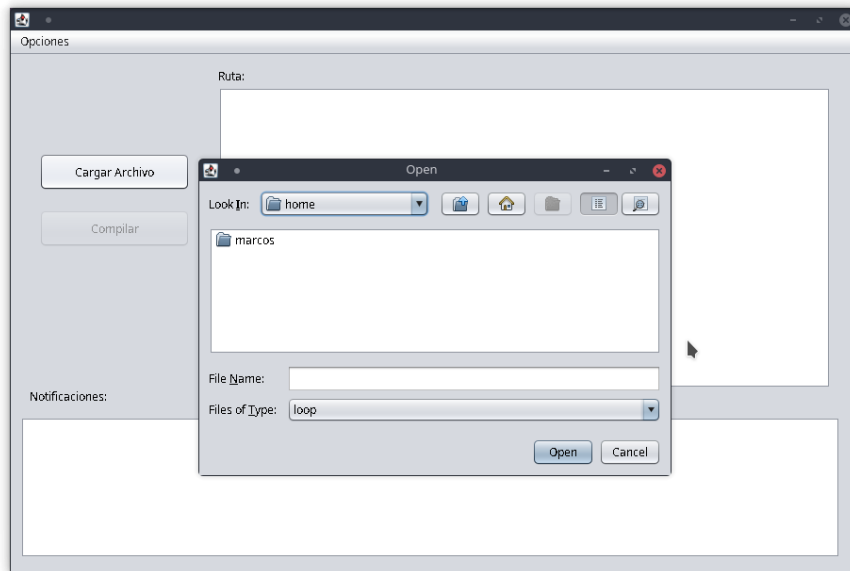 Opciones
Ruta:
Cargar Archivo
Compilar
Open
Look In: home
marcos
File Name:
Files of Type: loop
Open Cancel
Notificaciones: